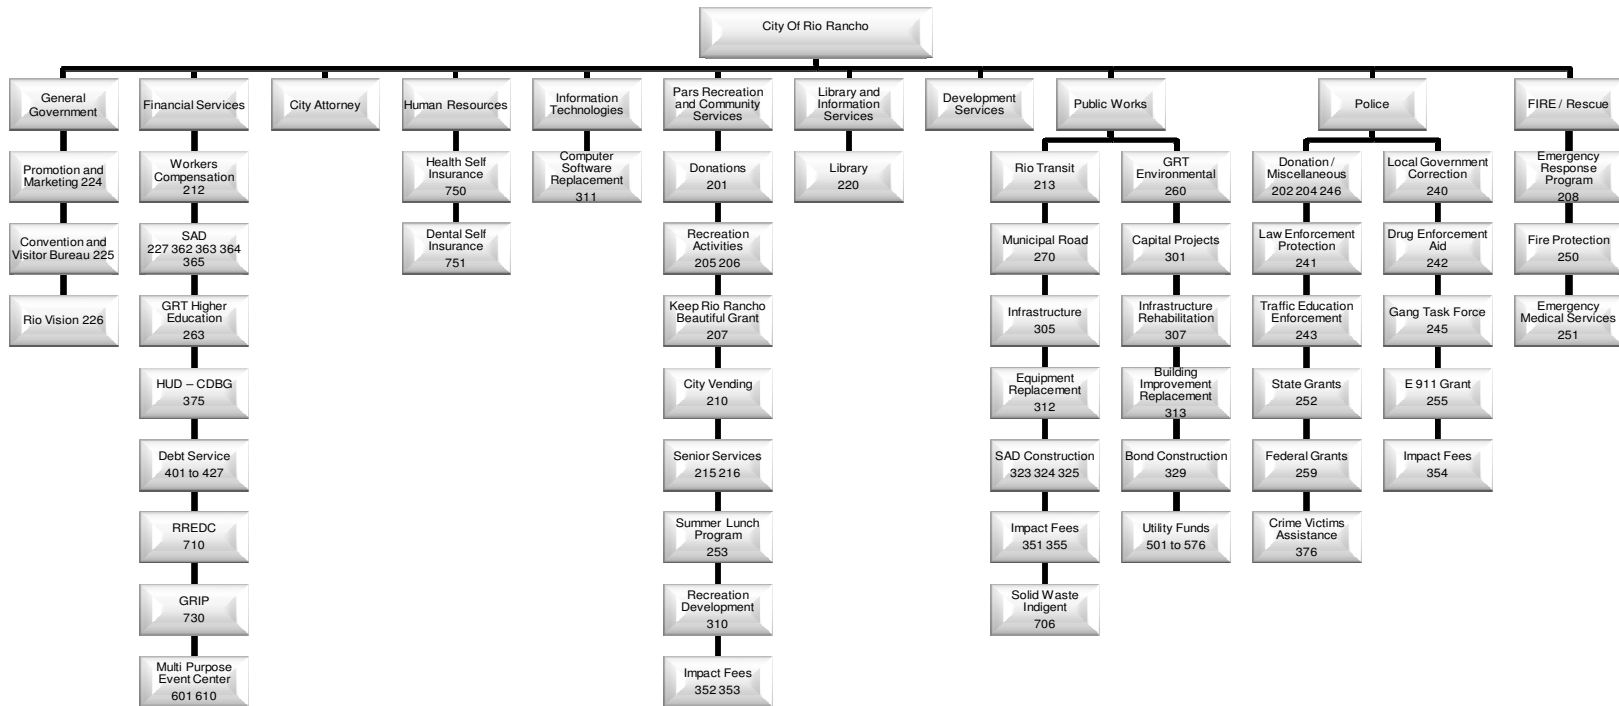 City Of Rio Rancho
General
Government
Financial Services
City Attorney
Human Resources
Information
Technologies
Pars Recreation
and Community
Services
Library and
Information
Services
Development
Services
Public Works
Police
FIRE / Rescue
Promotion and
Marketing 224
Convention and
Visitor Bureau 225
Rio Vision 226
Workers
Compensation
212
SAD
227 362 363 364
365
GRT Higher
Education
263
HUD – CDBG
375
Debt Service
401 to 427
RREDC
710
GRIP
730
Multi Purpose
Event Center
601 610
Health Self
Insurance
750
Dental Self
Insurance
751
Computer
Software
Replacement
311
Donations
201
Recreation
Activities
205 206
Keep Rio Rancho
Beautiful Grant
207
City Vending
210
Senior Services
215 216
Summer Lunch
Program
253
Recreation
Development
310
Impact Fees
352 353
Library
220
Rio Transit
213
Municipal Road
270
Infrastructure
305
Equipment
Replacement
312
SAD Construction
323 324 325
Impact Fees
351 355
Solid Waste
Indigent
706
GRT
Environmental
260
Capital Projects
301
Infrastructure
Rehabilitation
307
Building
Improvement
Replacement
313
Bond Construction
329
Utility Funds
501 to 576
Donation /
Miscellaneous
202 204 246
Law Enforcement
Protection
241
Traffic Education
Enforcement
243
State Grants
252
Federal Grants
259
Crime Victims
Assistance
376
Local Government
Correction
240
Drug Enforcement
Aid
242
Gang Task Force
245
E 911 Grant
255
Impact Fees
354
Emergency
Response
Program
208
Fire Protection
250
Emergency
Medical Services
251